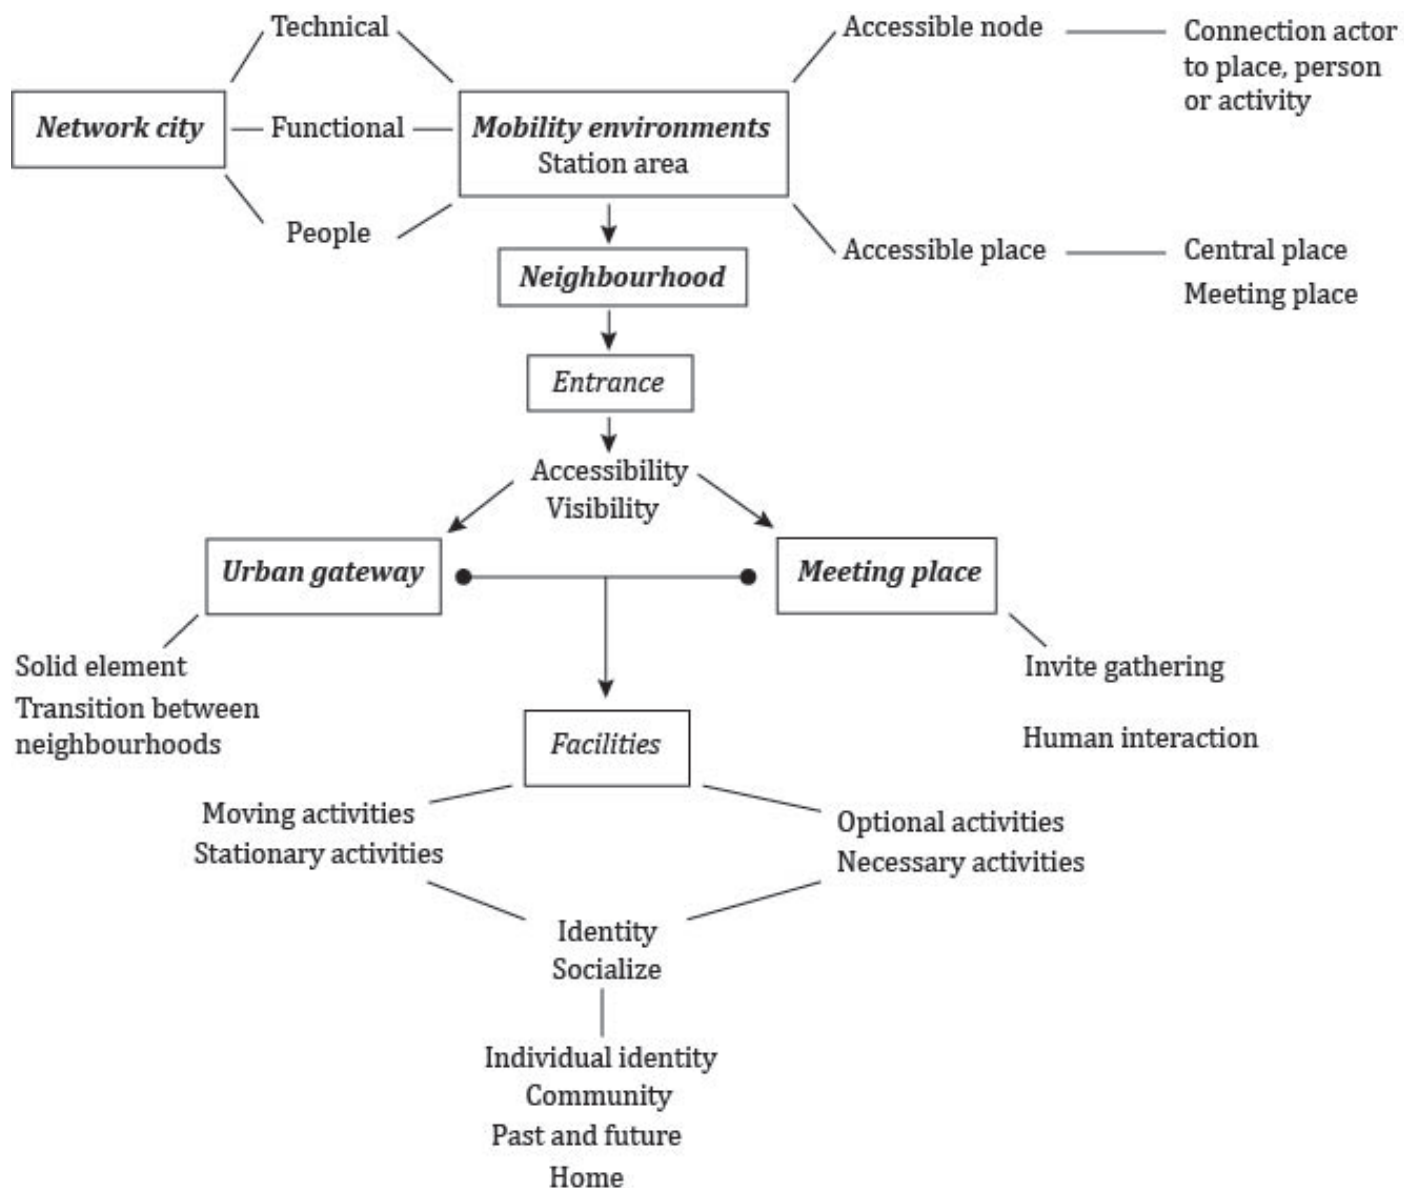 Technical
Accessible node
Connection actor
to place, person
or activity
Network city
Functional
Mobility environments
Station area
People
Accessible place
Central place
Meeting place
Neighbourhood
Entrance
Accessibility
Visibility
Urban gateway
Meeting place
Solid element
Transition between
neighbourhoods
Invite gathering
Human interaction
Facilities
Moving activities
Stationary activities
Optional activities
Necessary activities
Identity
Socialize
Individual identity
Community
Past and future
Home